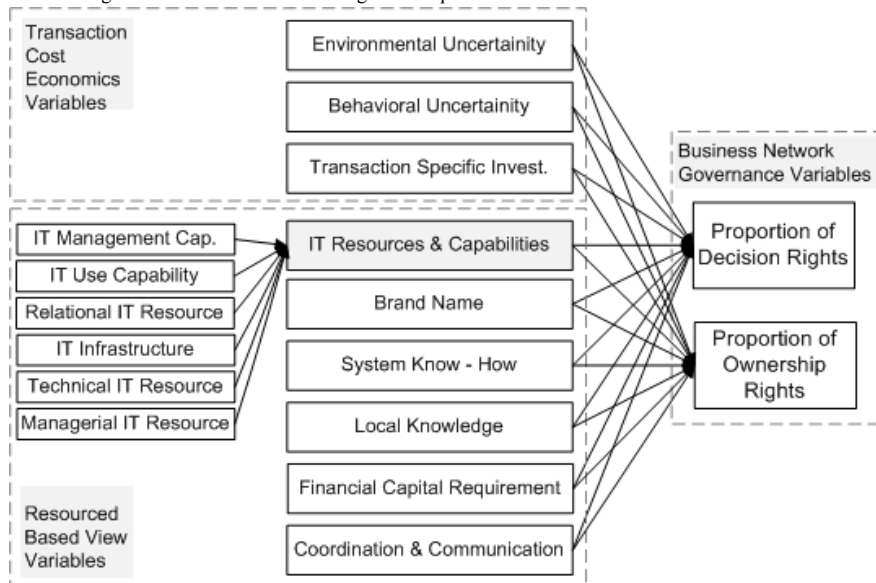 Transaction
Cost
Economics
Variables
Environmental Uncertainity
Behavioral Uncertainity
Transaction Specific Invest.
Business Network
Governance Variables
Proportion of
Decision Rights
Proportion of
Ownership
Rights
IT Management Cap.
IT Use Capability
Relational IT Resource
IT Infrastructure
Technical IT Resource
Managerial IT Resource
IT Resources & Capabilities
Brand Name
System Know - How
Local Knowledge
Financial Capital Requirement
Coordination & Communication
Resourced
Based View
Variables